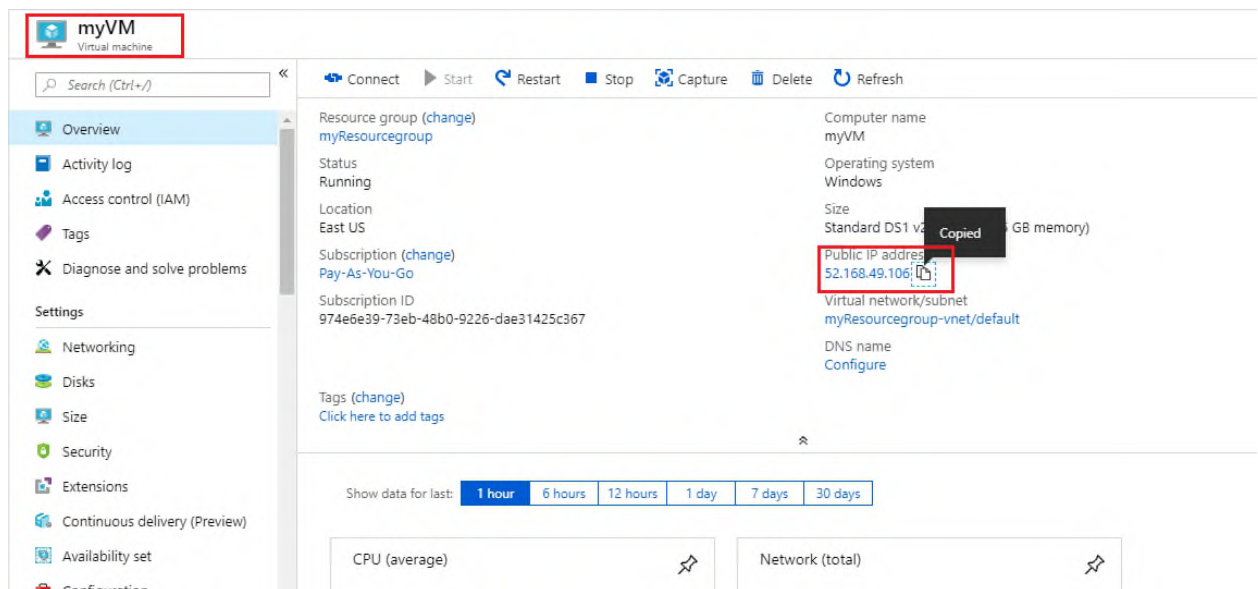 myVM
Virtual machine
Search (Ctrl+/)
«
Overview
Activity log
Access control (IAM)
Tags
Diagnose and solve problems
Settings
Networking
Disks
Size
Security
Extensions
Continuous delivery (Preview)
Availability set
Configuration
Connect Start Restart Stop Capture Delete Refresh
Resource group (change)
myResourcegroup
Status
Running
Location
East US
Subscription (change)
Pay-As-You-Go
Subscription ID
974e6e39-73eb-48b0-9226-dae31425c367
Tags (change)
Click here to add tags
Computer name
myVM
Operating system
Windows
Size
Standard DS1 v2 GB memory)
Copied
Public IP address
52.168.49.106
Virtual network/subnet
myResourcegroup-vnet/default
DNS name
Configure
Show data for last: 1 hour 6 hours 12 hours 1 day 7 days 30 days
CPU (average)
Network (total)